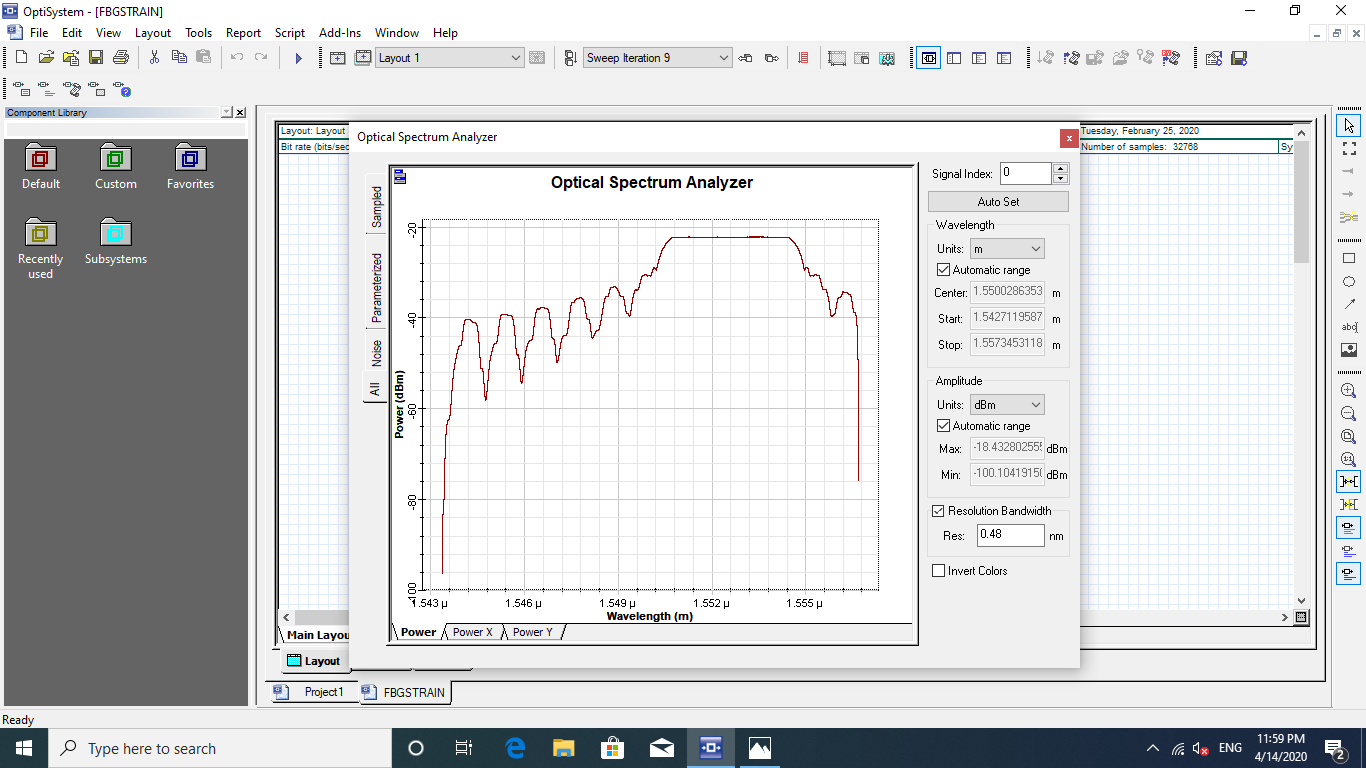 OptiSystem - [FBGSTRAIN]
File Edit View Layout Tools Report Script Add-Ins Window Help
Layout 1
Sweep Iteration 9
Component Library
Default
Custom
Favorites
Recently used
Subsystems
Layout: Layout
Bit rate (bits/sec
Tuesday, February 25, 2020
Number of samples: 32768
Sy
Optical Spectrum Analyzer
x
Sampled
Parameterized
Noise
All
Optical Spectrum Analyzer
Power (dBm)
-20
-40
-60
-80
-100
1.543 µ
1.546 µ
1.549 µ
1.552 µ
1.555 µ
Wavelength (m)
Power
Power X
Power Y
Signal Index: 0
Auto Set
Wavelength
Units: m
Automatic range
Center: 1.5500286353 m
Start: 1.5427119587 m
Stop: 1.5573453118 m
Amplitude
Units: dBm
Automatic range
Max: -18.43280255 dBm
Min: -100.1041915 dBm
Resolution Bandwidth
Res: 0.48 nm
Invert Colors
abc
Main Layou
Layout
Project1
FBGSTRAIN
Ready
Type here to search
ENG
11:59 PM
4/14/2020
2